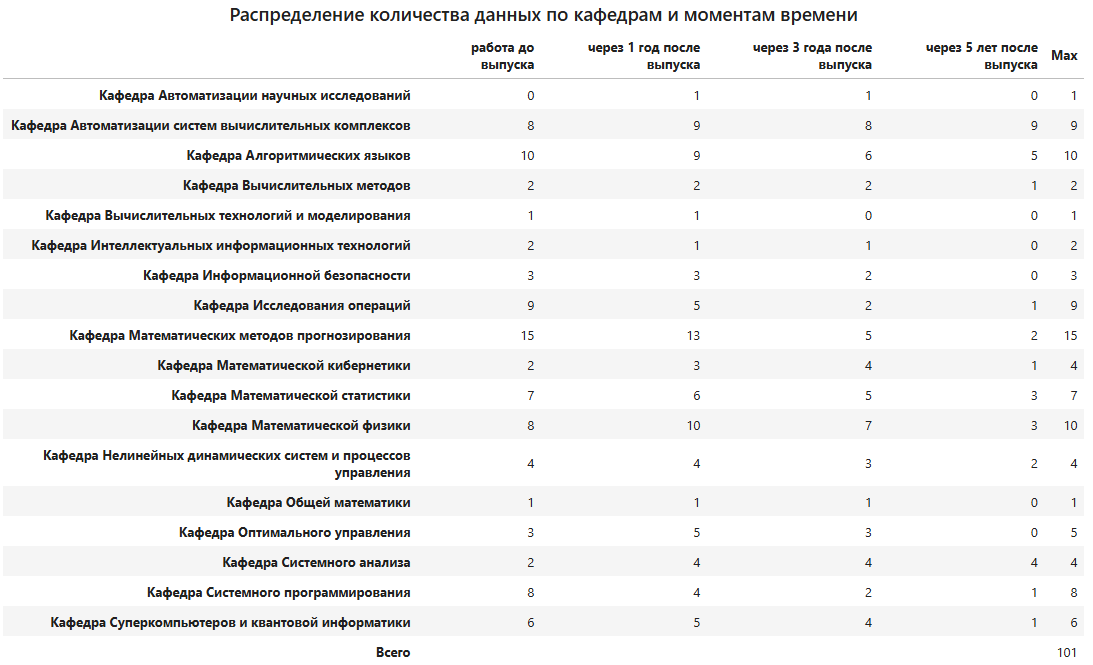 Распределение количества данных по кафедрам и моментам времени
работа до выпуска через 1 год после выпуска через 3 года после выпуска через 5 лет после выпуска Max
Кафедра Автоматизации научных исследований 0 1 1 0 1
Кафедра Автоматизации систем вычислительных комплексов 8 9 8 9 9
Кафедра Алгоритмических языков 10 9 6 5 10
Кафедра Вычислительных методов 2 2 2 1 2
Кафедра Вычислительных технологий и моделирования 1 1 0 0 1
Кафедра Интеллектуальных информационных технологий 2 1 1 0 2
Кафедра Информационной безопасности 3 3 2 0 3
Кафедра Исследования операций 9 5 2 1 9
Кафедра Математических методов прогнозирования 15 13 5 2 15
Кафедра Математической кибернетики 2 3 4 1 4
Кафедра Математической статистики 7 6 5 3 7
Кафедра Математической физики 8 10 7 3 10
Кафедра Нелинейных динамических систем и процессов управления 4 4 3 2 4
Кафедра Общей математики 1 1 1 0 1
Кафедра Оптимального управления 3 5 3 0 5
Кафедра Системного анализа 2 4 4 4 4
Кафедра Системного программирования 8 4 2 1 8
Кафедра Суперкомпьютеров и квантовой информатики 6 5 4 1 6
Всего 101